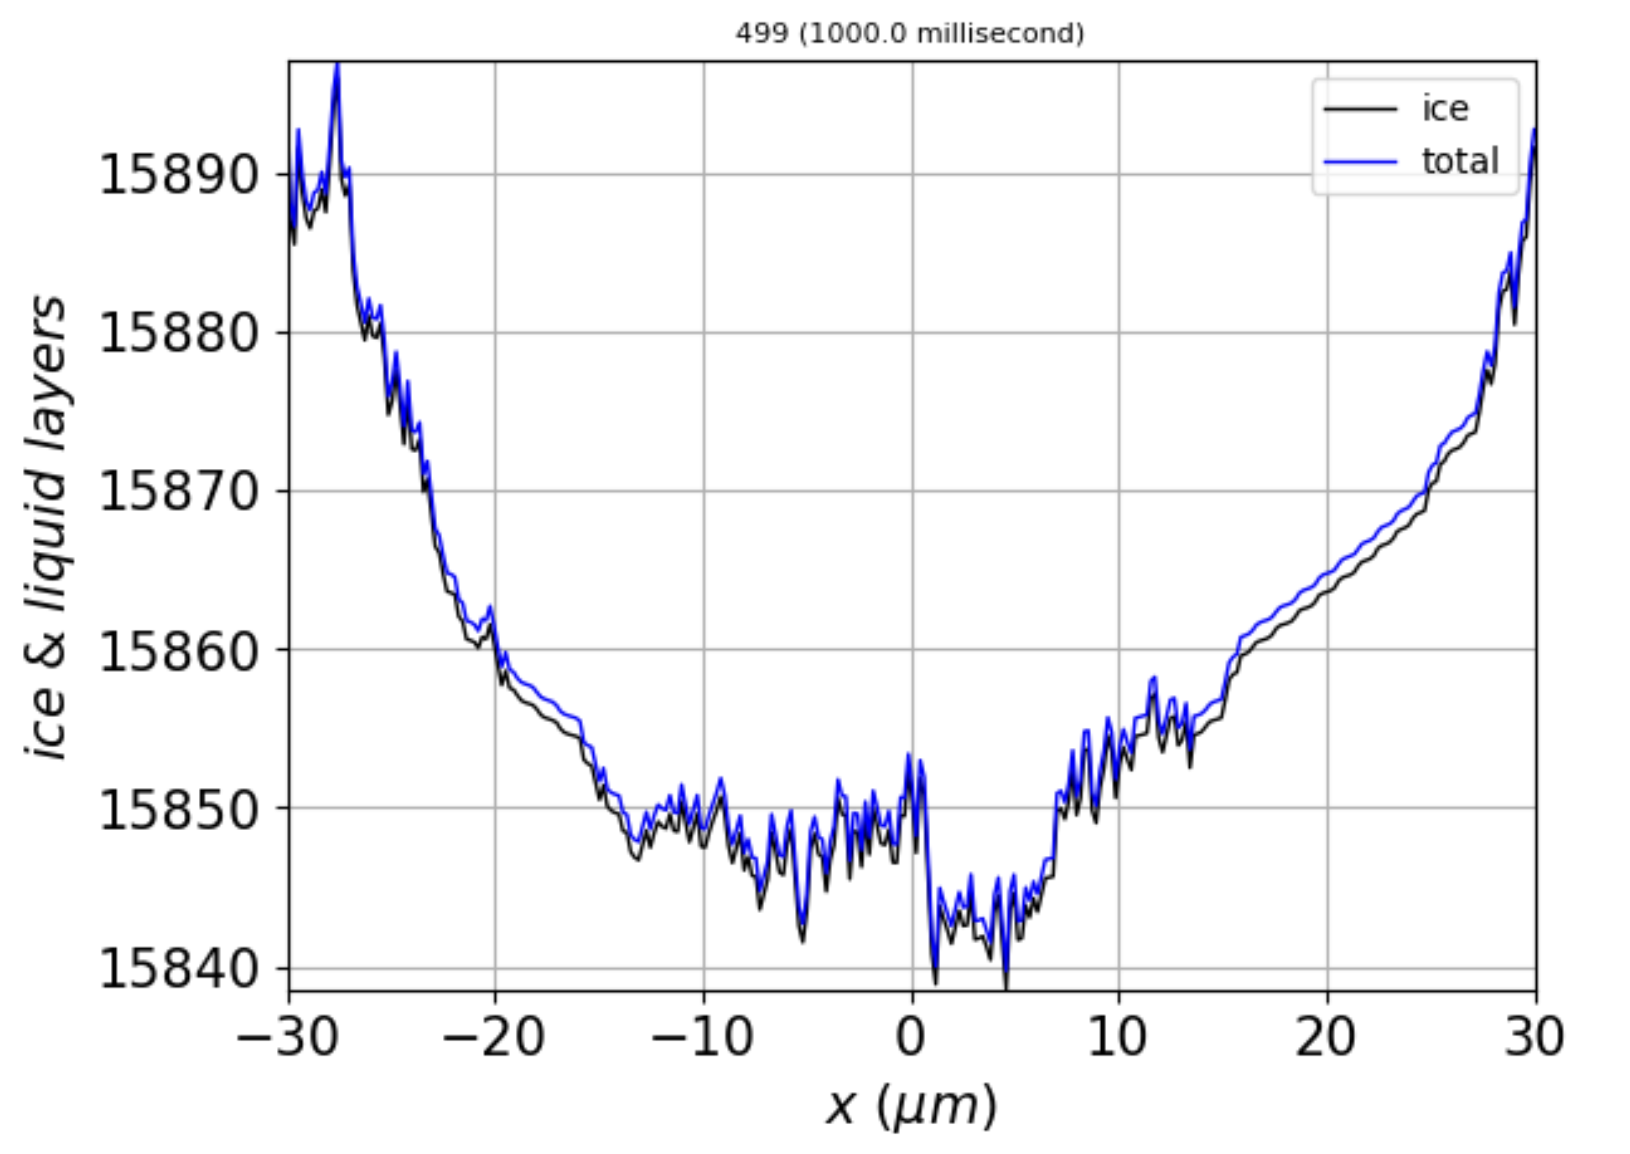 499 (1000.0 millisecond)
ice
total
15890
15880
15870
15860
15850
15840
ice & liquid layers
−30 −20 −10 0 10 20 30
x (μm)